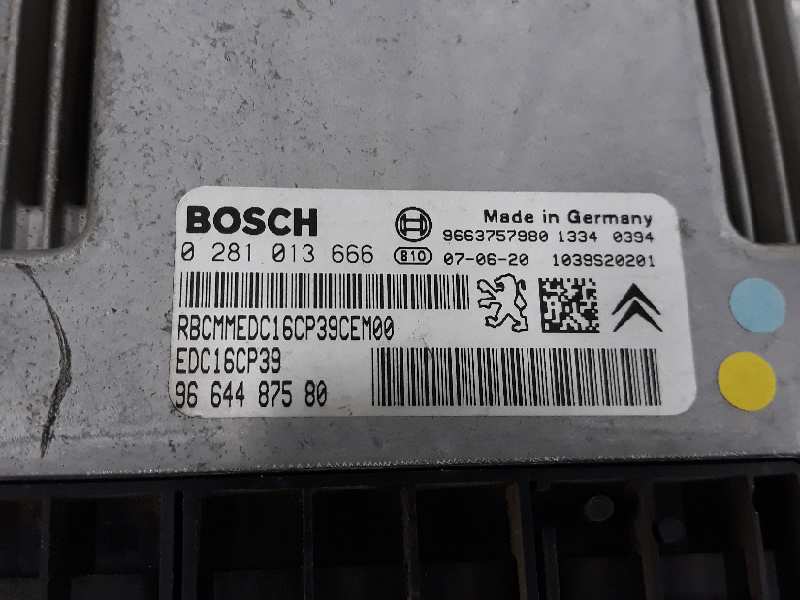 BOSCH
Made in Germany
9663757980 1334 0394
0 281 013 666 B10 07-06-20 1039S20201
RBCMMEDC16CP39CEM00
EDC16CP39
96 644 875 80